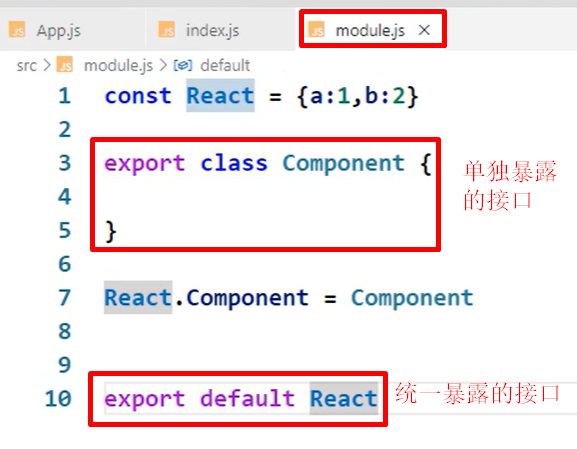 JS App.js JS index.js JS module.js ×
src > JS module.js > default
1 const React = {a:1,b:2}
2
3 export class Component {
4
5 }
6
7 React.Component = Component
8
9
10 export default React
单独暴露
的接口
统一暴露的接口